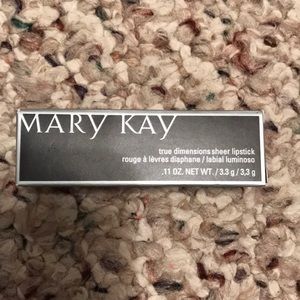 MARY KAY
true dimensions sheer lipstick
rouge à lèvres diaphane / labial luminoso
.11 OZ. NET WT. / 3.3 g / 3,3 g